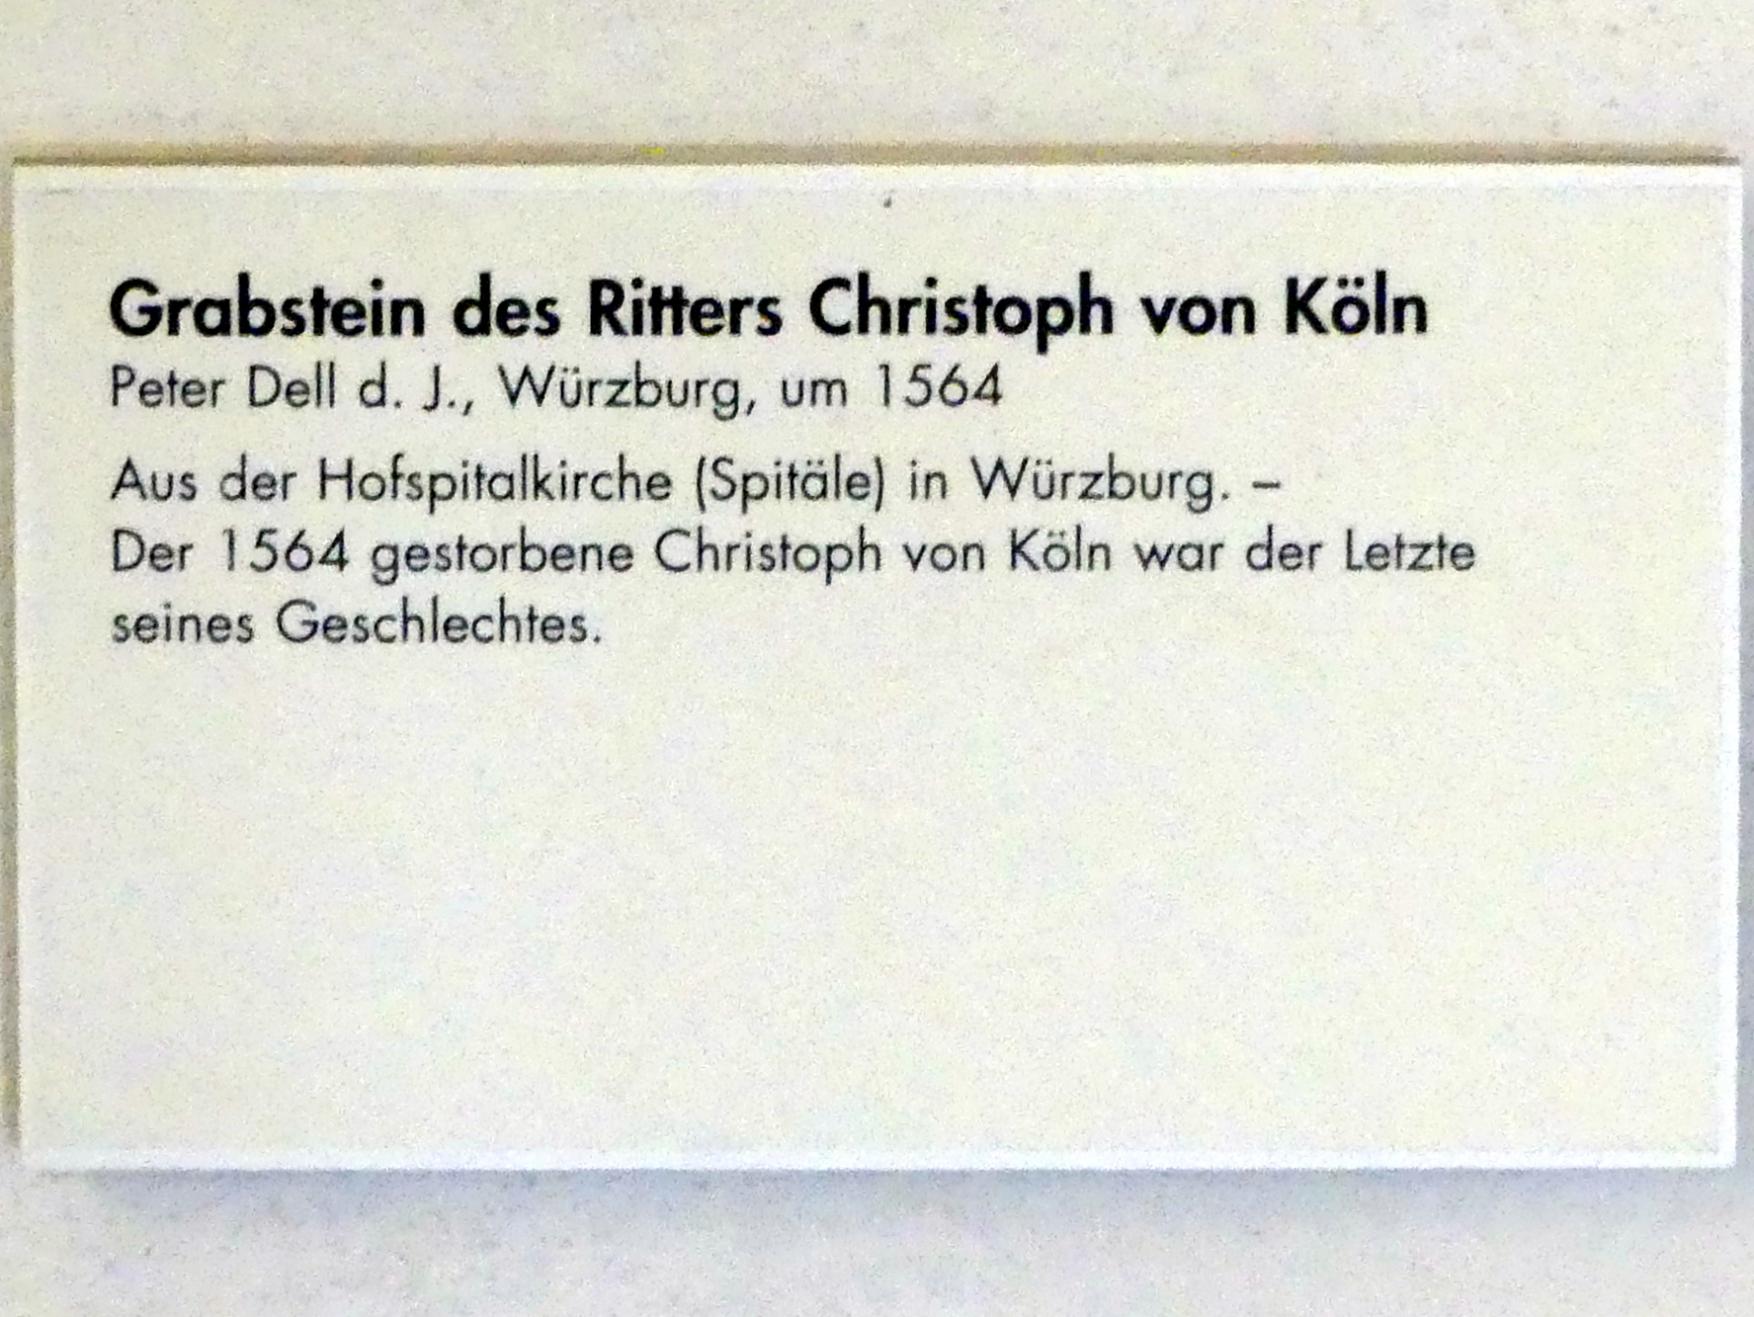 Grabstein des Ritters Christoph von Köln
Peter Dell d. J., Würzburg, um 1564
Aus der Hofspitalkirche (Spitäle) in Würzburg. –
Der 1564 gestorbene Christoph von Köln war der Letzte
seines Geschlechtes.